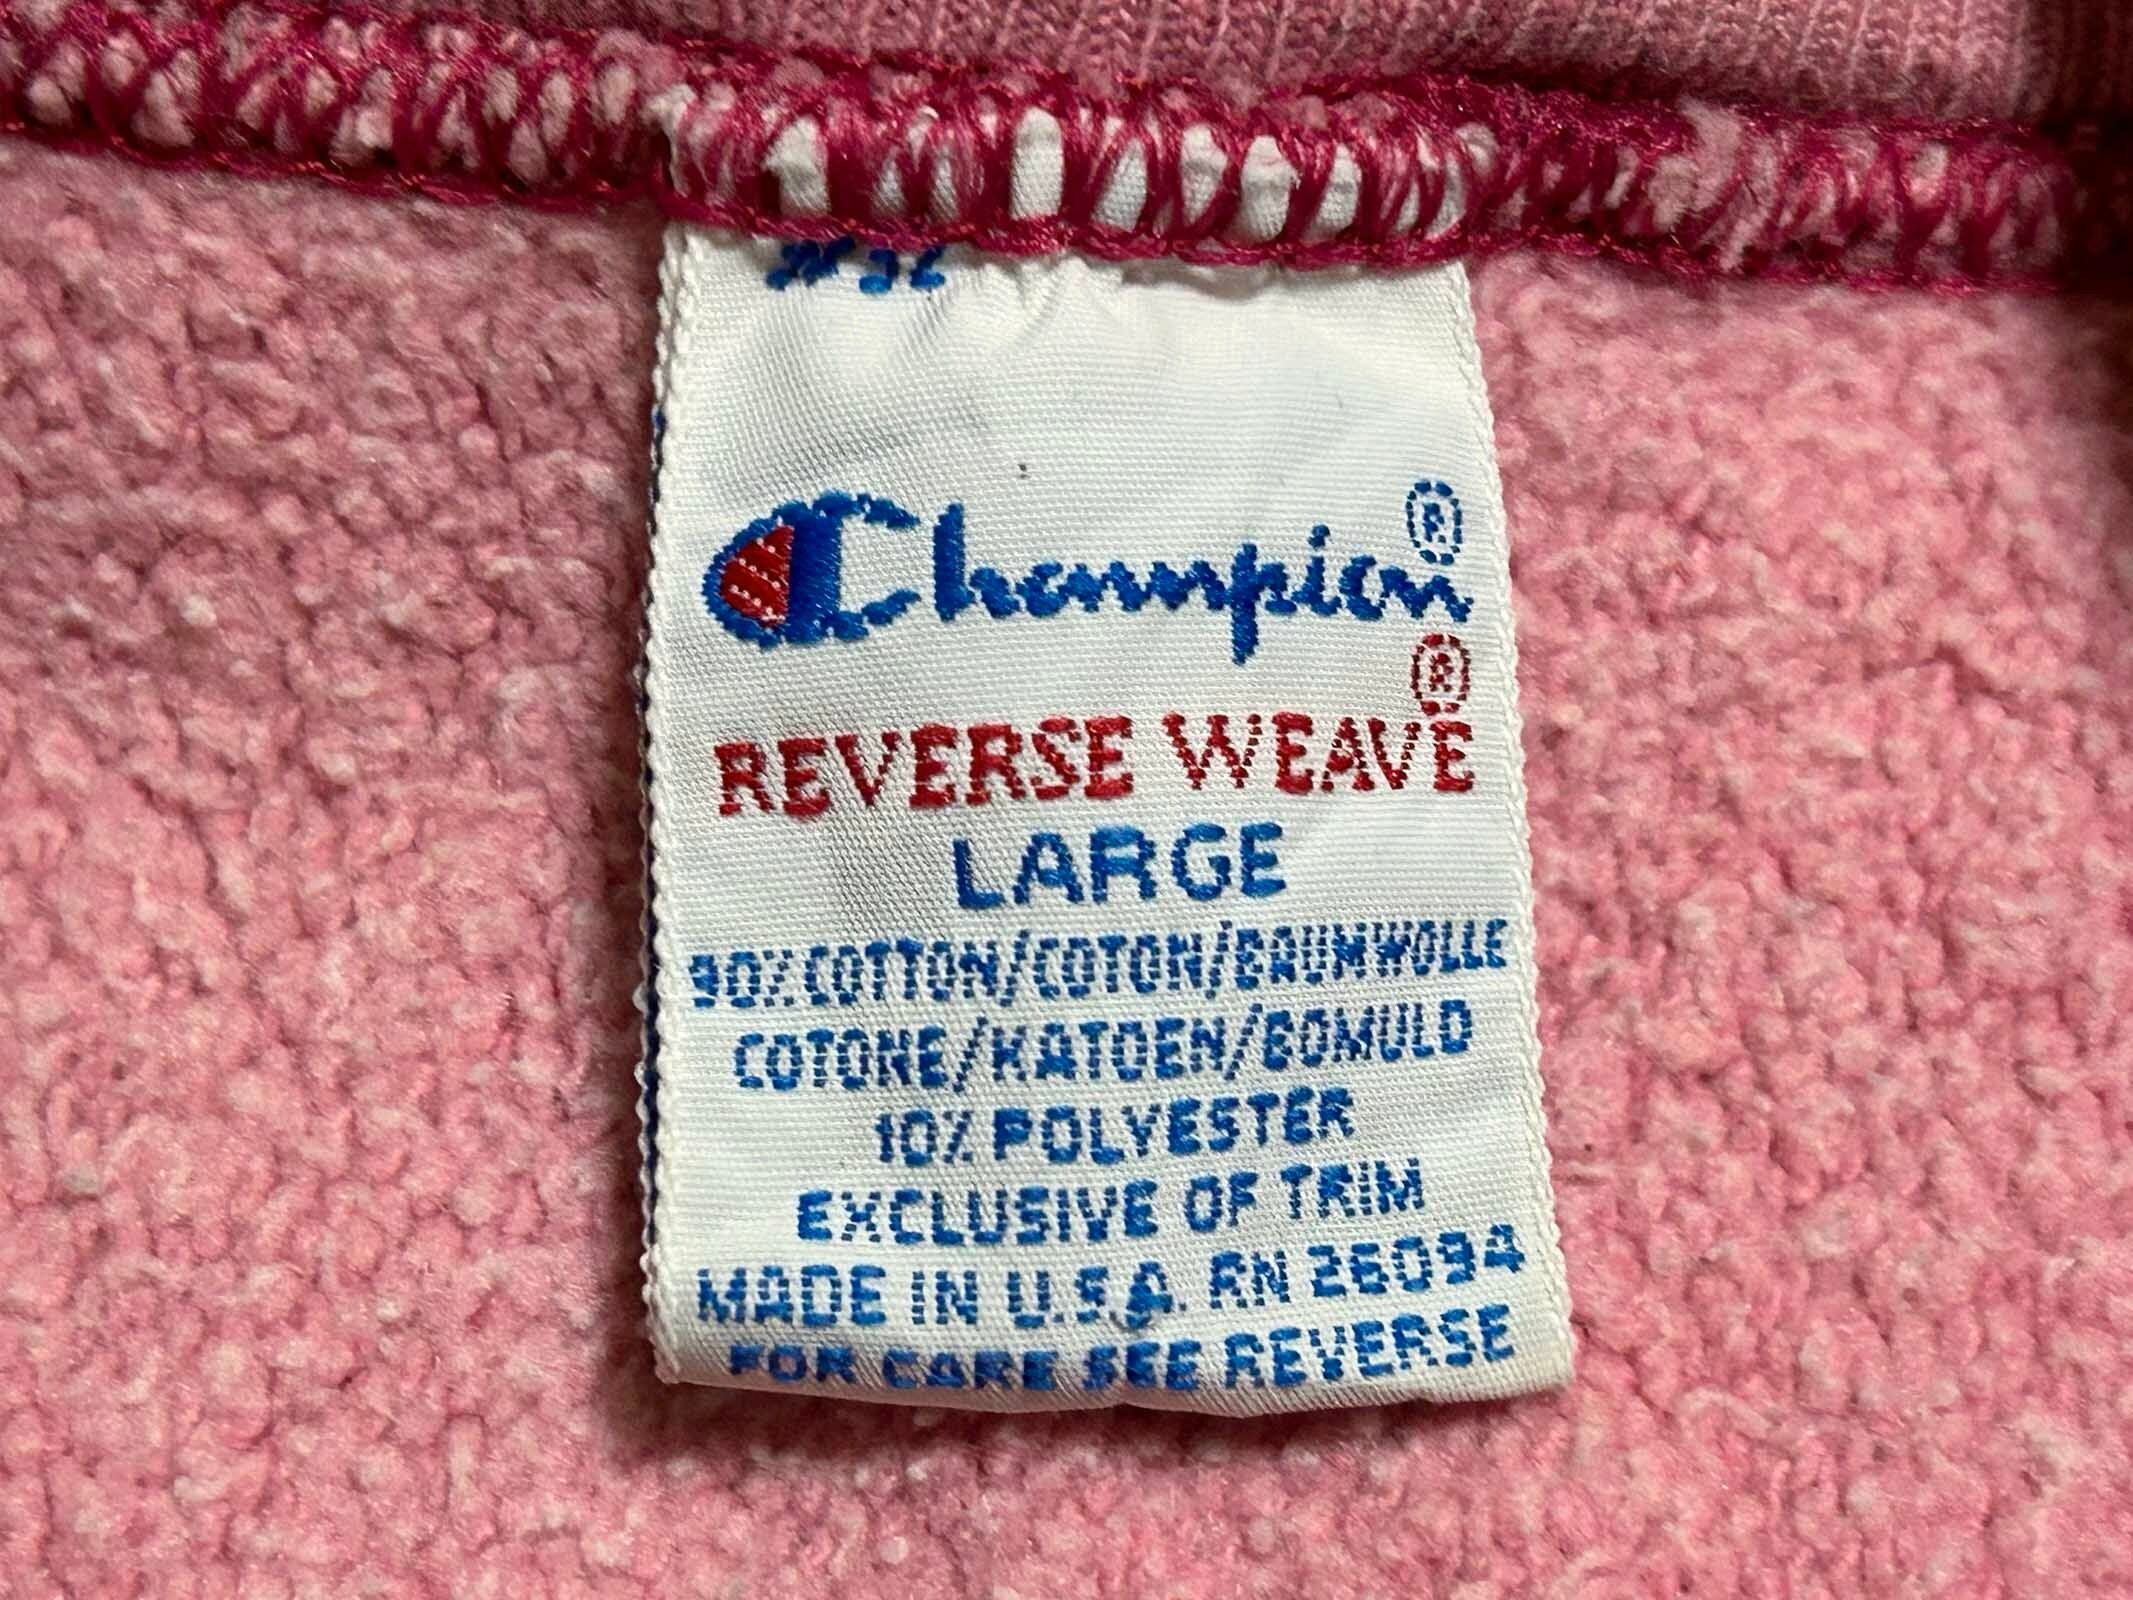 Champion®
REVERSE WEAVE®
LARGE
90% COTTON/COTON/BAUMWOLLE
COTONE/KATOEN/BOMULD
10% POLYESTER
EXCLUSIVE OF TRIM
MADE IN U.S.A. RN 26094
FOR CARE SEE REVERSE